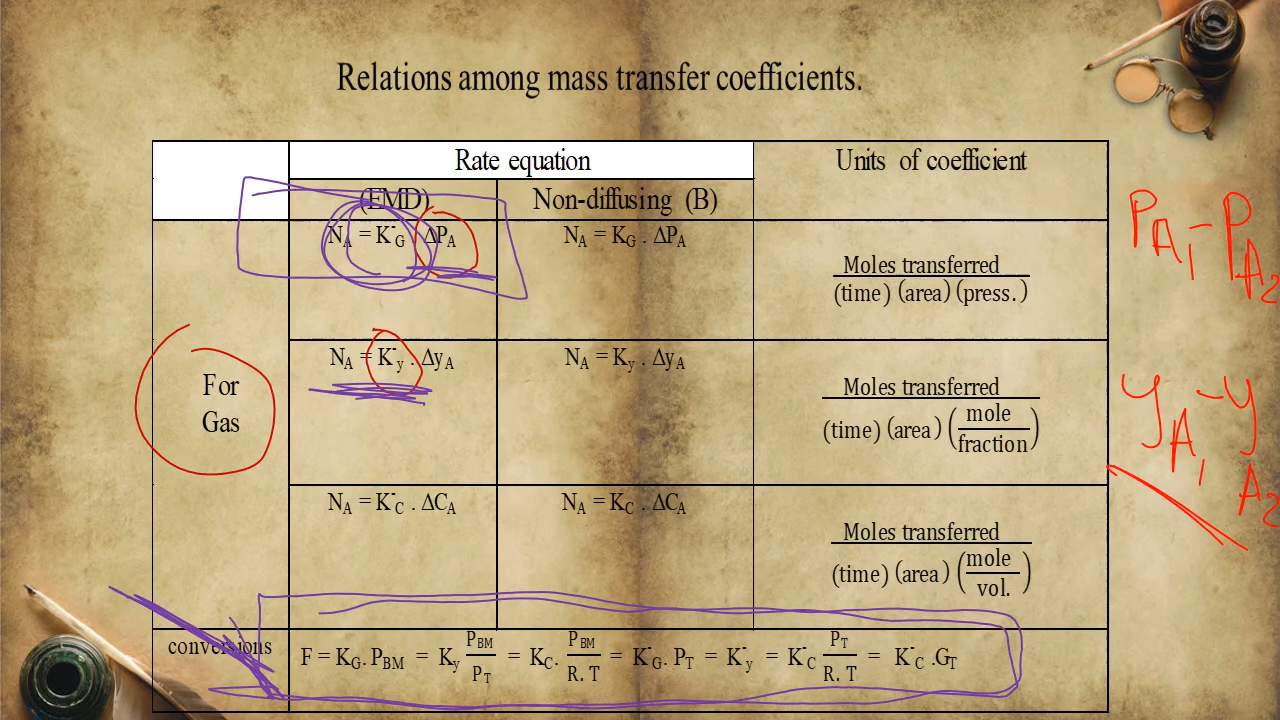 Relations among mass transfer coefficients.
Rate equation
Units of coefficient
(EMD)
Non-diffusing (B)
For
Gas
N_A = K^-_G . ΔP_A
N_A = K_G . ΔP_A
Moles transferred
(time) (area) (press.)
N_A = K^-_y . Δy_A
N_A = K_y . Δy_A
Moles transferred
(time) (area) (mole
fraction)
N_A = K^-_C . ΔC_A
N_A = K_C . ΔC_A
Moles transferred
(time) (area) (mole
vol.)
conversions
F = K_G. P_BM = K_y P_BM/P_T = K_C. P_BM/R. T = K^-_G. P_T = K^-_y = K^-_C P_T/R. T = K^-_C .G_T
P_A1 - P_A2
y_A1 - y_A2